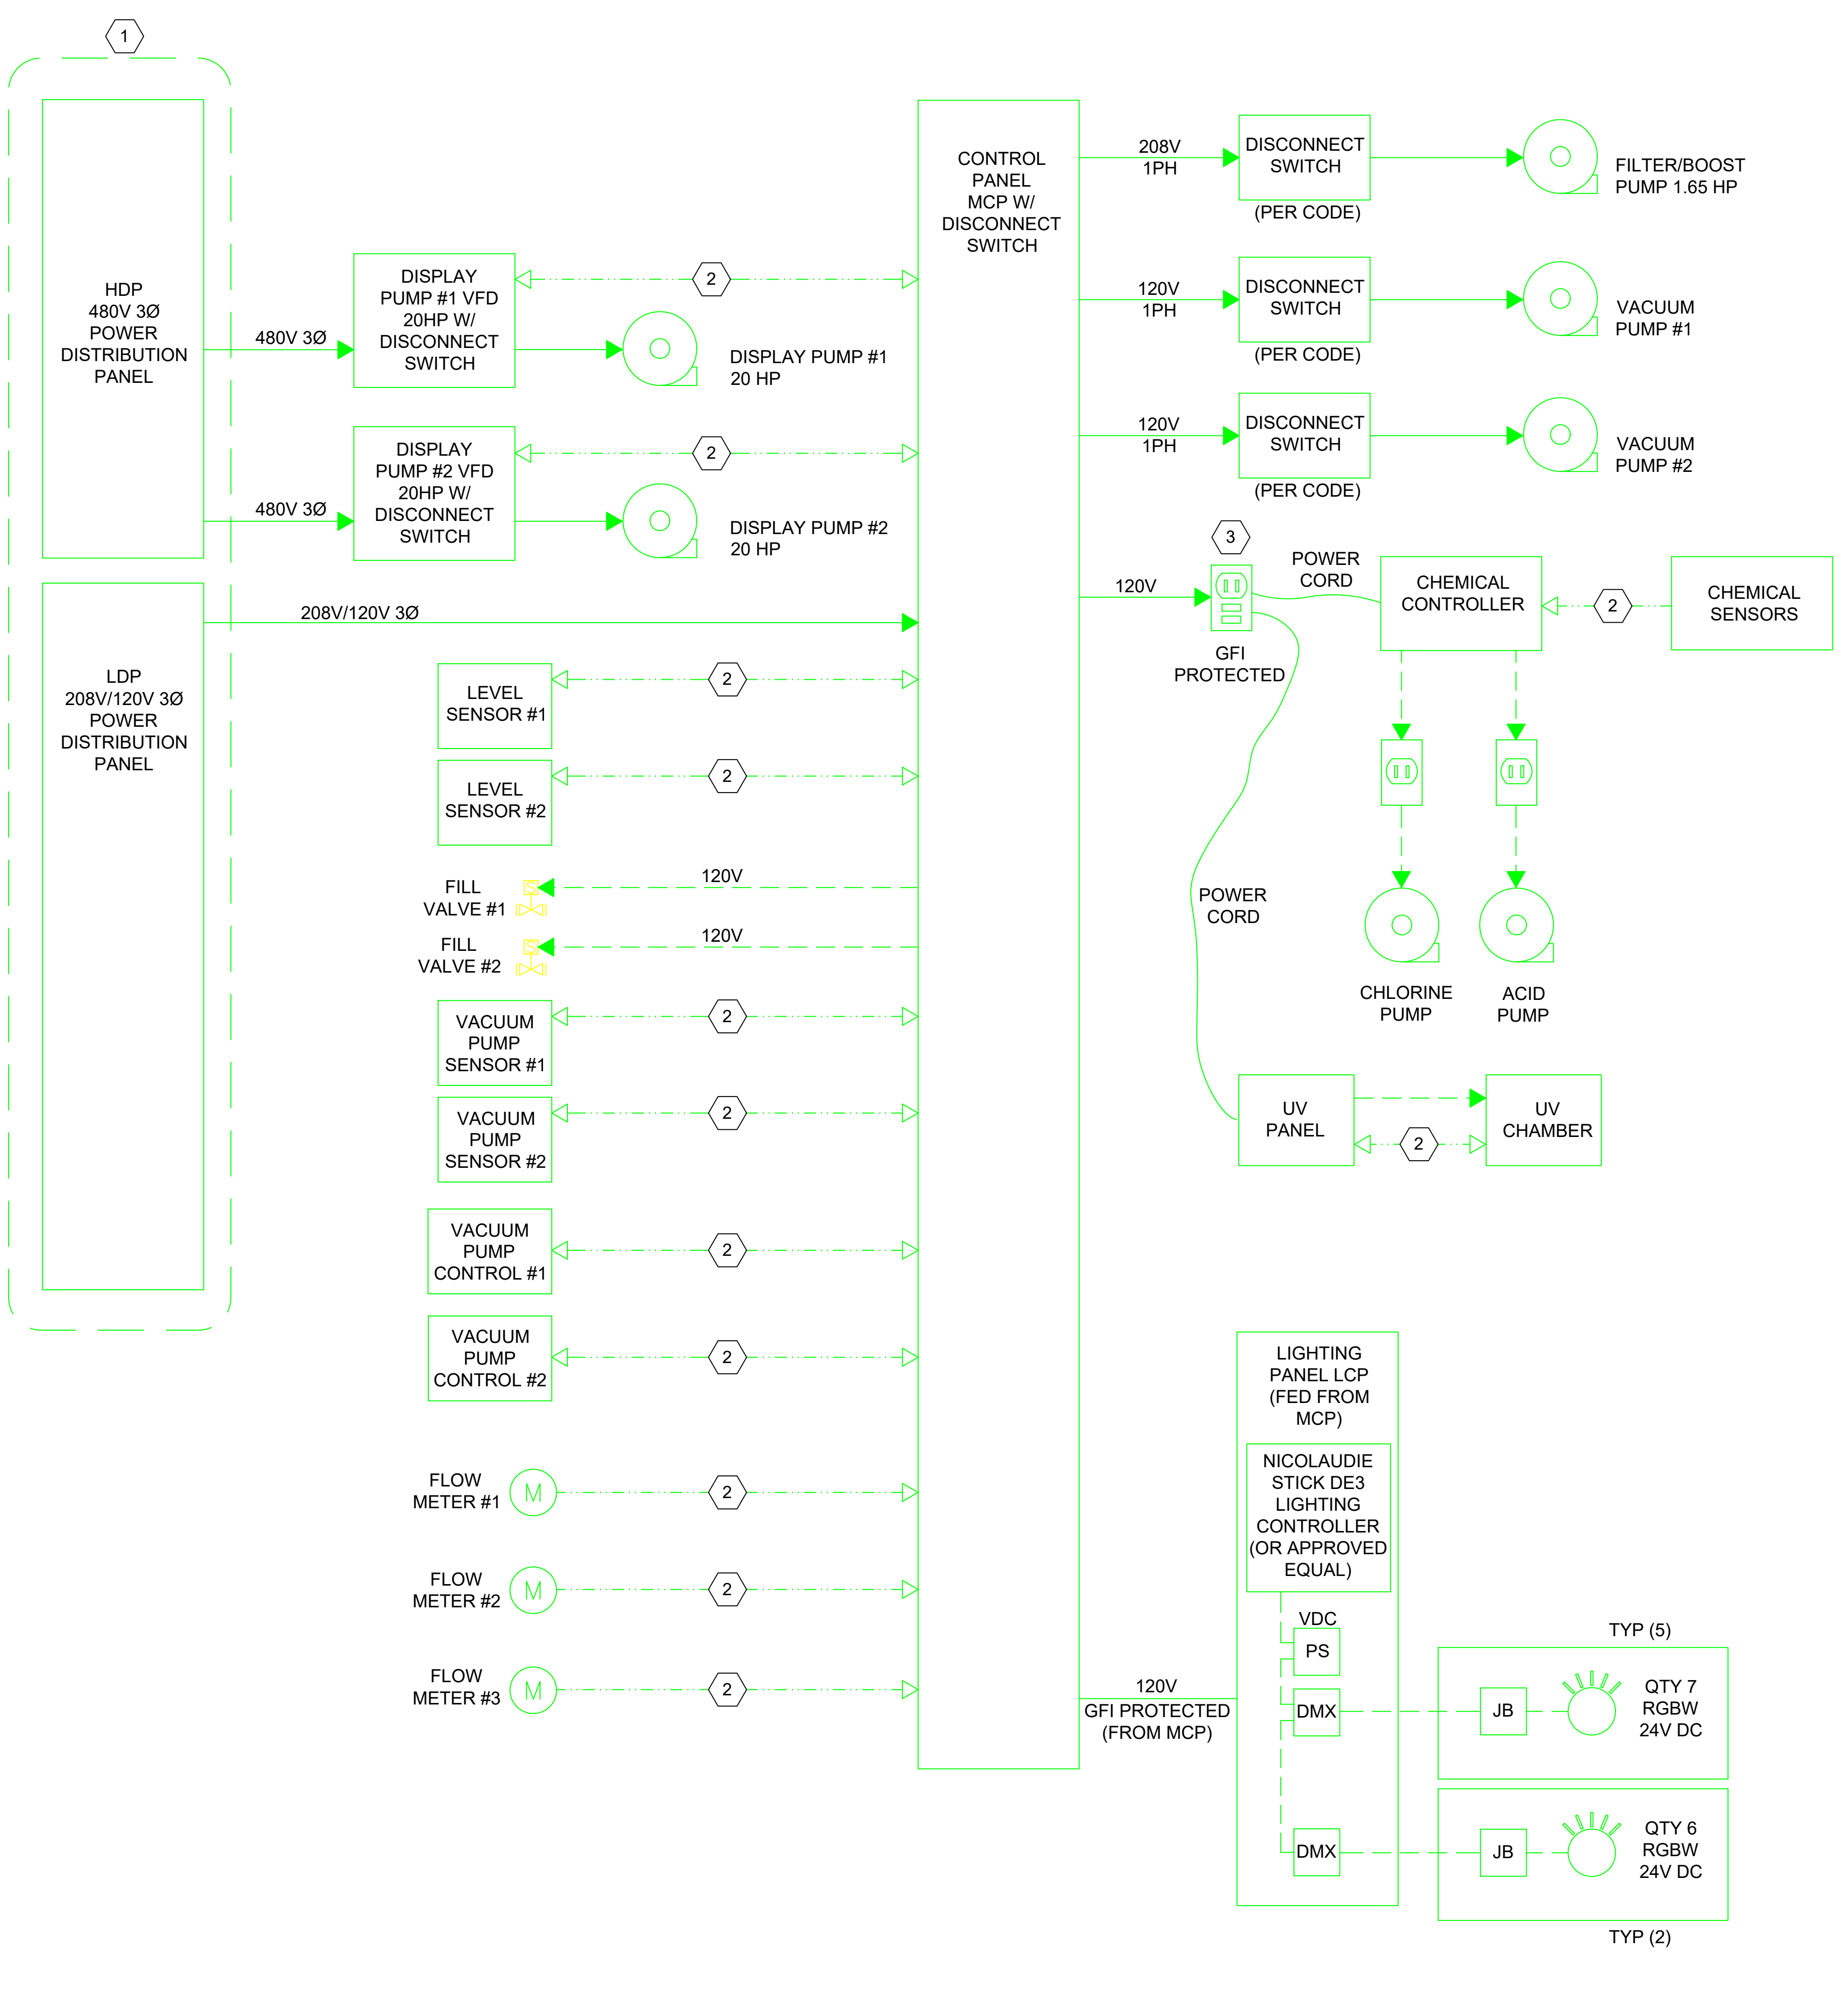 1
HDP
480V 3Ø
POWER
DISTRIBUTION
PANEL
480V 3Ø
480V 3Ø
DISPLAY
PUMP #1 VFD
20HP W/
DISCONNECT
SWITCH
2
DISPLAY PUMP #1
20 HP
DISPLAY
PUMP #2 VFD
20HP W/
DISCONNECT
SWITCH
2
DISPLAY PUMP #2
20 HP
LDP
208V/120V 3Ø
POWER
DISTRIBUTION
PANEL
208V/120V 3Ø
LEVEL
SENSOR #1
2
LEVEL
SENSOR #2
2
FILL
VALVE #1
S
120V
FILL
VALVE #2
S
120V
VACUUM
PUMP
SENSOR #1
2
VACUUM
PUMP
SENSOR #2
2
VACUUM
PUMP
CONTROL #1
2
VACUUM
PUMP
CONTROL #2
2
FLOW
METER #1
M
2
FLOW
METER #2
M
2
FLOW
METER #3
M
2
CONTROL
PANEL
MCP W/
DISCONNECT
SWITCH
208V
1PH
DISCONNECT
SWITCH
(PER CODE)
FILTER/BOOST
PUMP 1.65 HP
120V
1PH
DISCONNECT
SWITCH
(PER CODE)
VACUUM
PUMP #1
120V
1PH
DISCONNECT
SWITCH
(PER CODE)
VACUUM
PUMP #2
120V
3
GFI
PROTECTED
POWER
CORD
CHEMICAL
CONTROLLER
2
CHEMICAL
SENSORS
POWER
CORD
CHLORINE
PUMP
ACID
PUMP
UV
PANEL
2
UV
CHAMBER
LIGHTING
PANEL LCP
(FED FROM
MCP)
NICOLAUDIE
STICK DE3
LIGHTING
CONTROLLER
(OR APPROVED
EQUAL)
VDC
PS
120V
GFI PROTECTED
(FROM MCP)
DMX
TYP (5)
JB
QTY 7
RGBW
24V DC
DMX
JB
QTY 6
RGBW
24V DC
TYP (2)